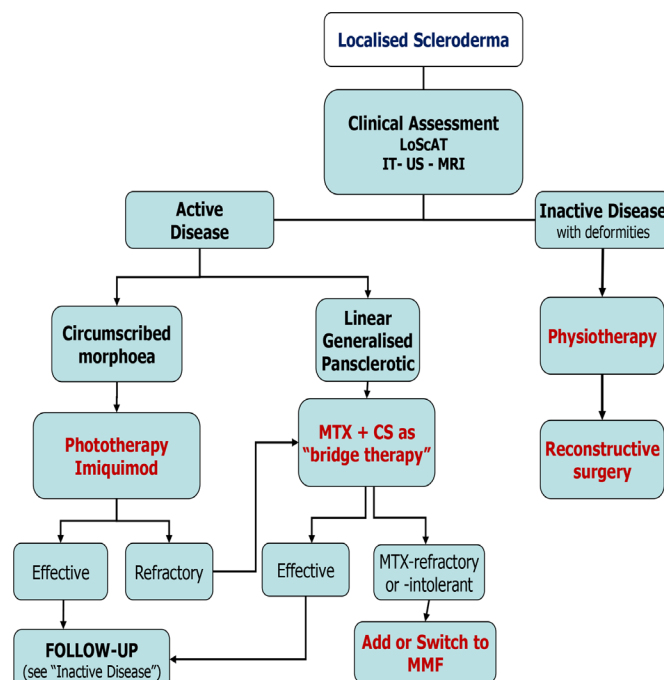 Localised Scleroderma
Clinical Assessment
LoScAT
IT- US - MRI
Active
Disease
Inactive Disease
with deformities
Circumscribed
morphoea
Linear
Generalised
Pansclerotic
Physiotherapy
Phototherapy
Imiquimod
MTX + CS as
“bridge therapy”
Reconstructive
surgery
Effective
Refractory
Effective
MTX-refractory
or -intolerant
FOLLOW-UP
(see “Inactive Disease”)
Add or Switch to
MMF